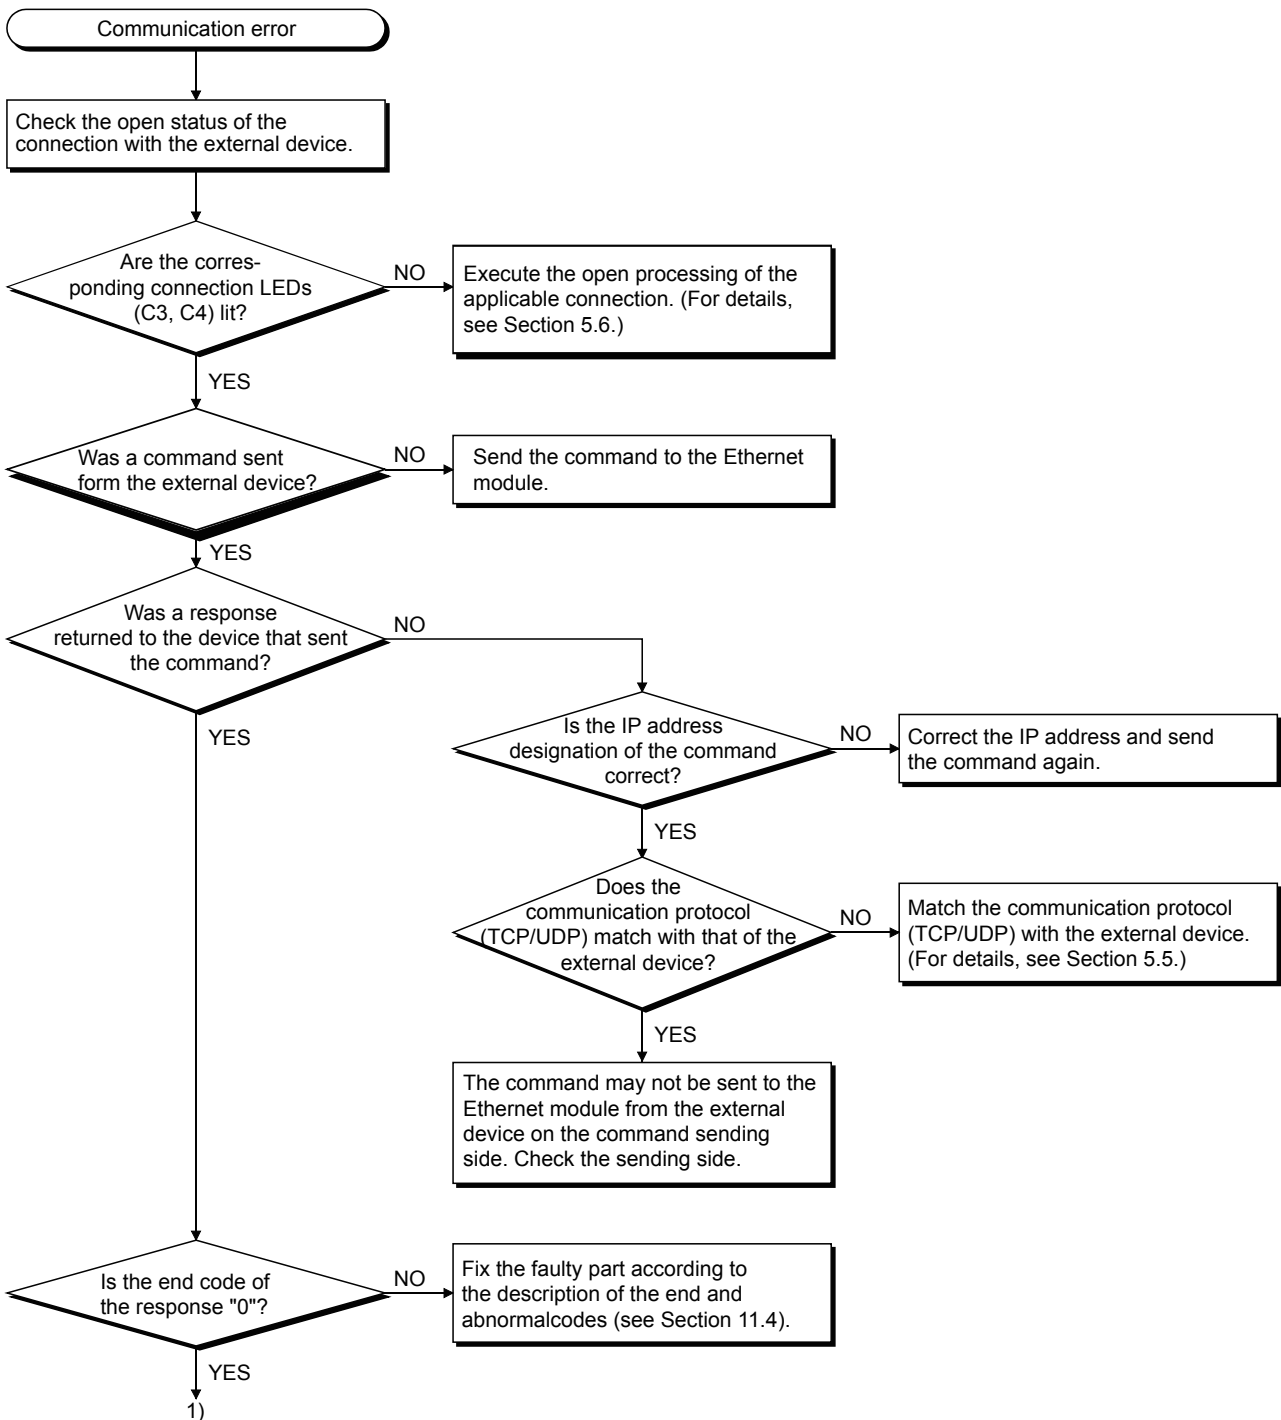 Communication error
Check the open status of the
connection with the external device.
Are the corres-
ponding connection LEDs
(C3, C4) lit?
NO
Execute the open processing of the
applicable connection. (For details,
see Section 5.6.)
YES
Was a command sent
form the external device?
NO
Send the command to the Ethernet
module.
YES
Was a response
returned to the device that sent
the command?
NO
YES
Is the IP address
designation of the command
correct?
NO
Correct the IP address and send
the command again.
YES
Does the
communication protocol
(TCP/UDP) match with that of the
external device?
NO
Match the communication protocol
(TCP/UDP) with the external device.
(For details, see Section 5.5.)
YES
The command may not be sent to the
Ethernet module from the external
device on the command sending
side. Check the sending side.
Is the end code of
the response "0"?
NO
Fix the faulty part according to
the description of the end and
abnormalcodes (see Section 11.4).
YES
1)